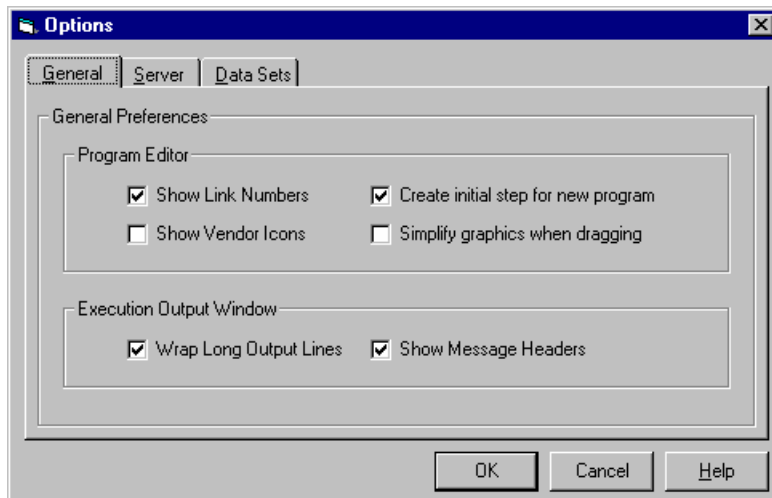 Options
General Server Data Sets
General Preferences
Program Editor
Show Link Numbers Create initial step for new program
Show Vendor Icons Simplify graphics when dragging
Execution Output Window
Wrap Long Output Lines Show Message Headers
OK Cancel Help